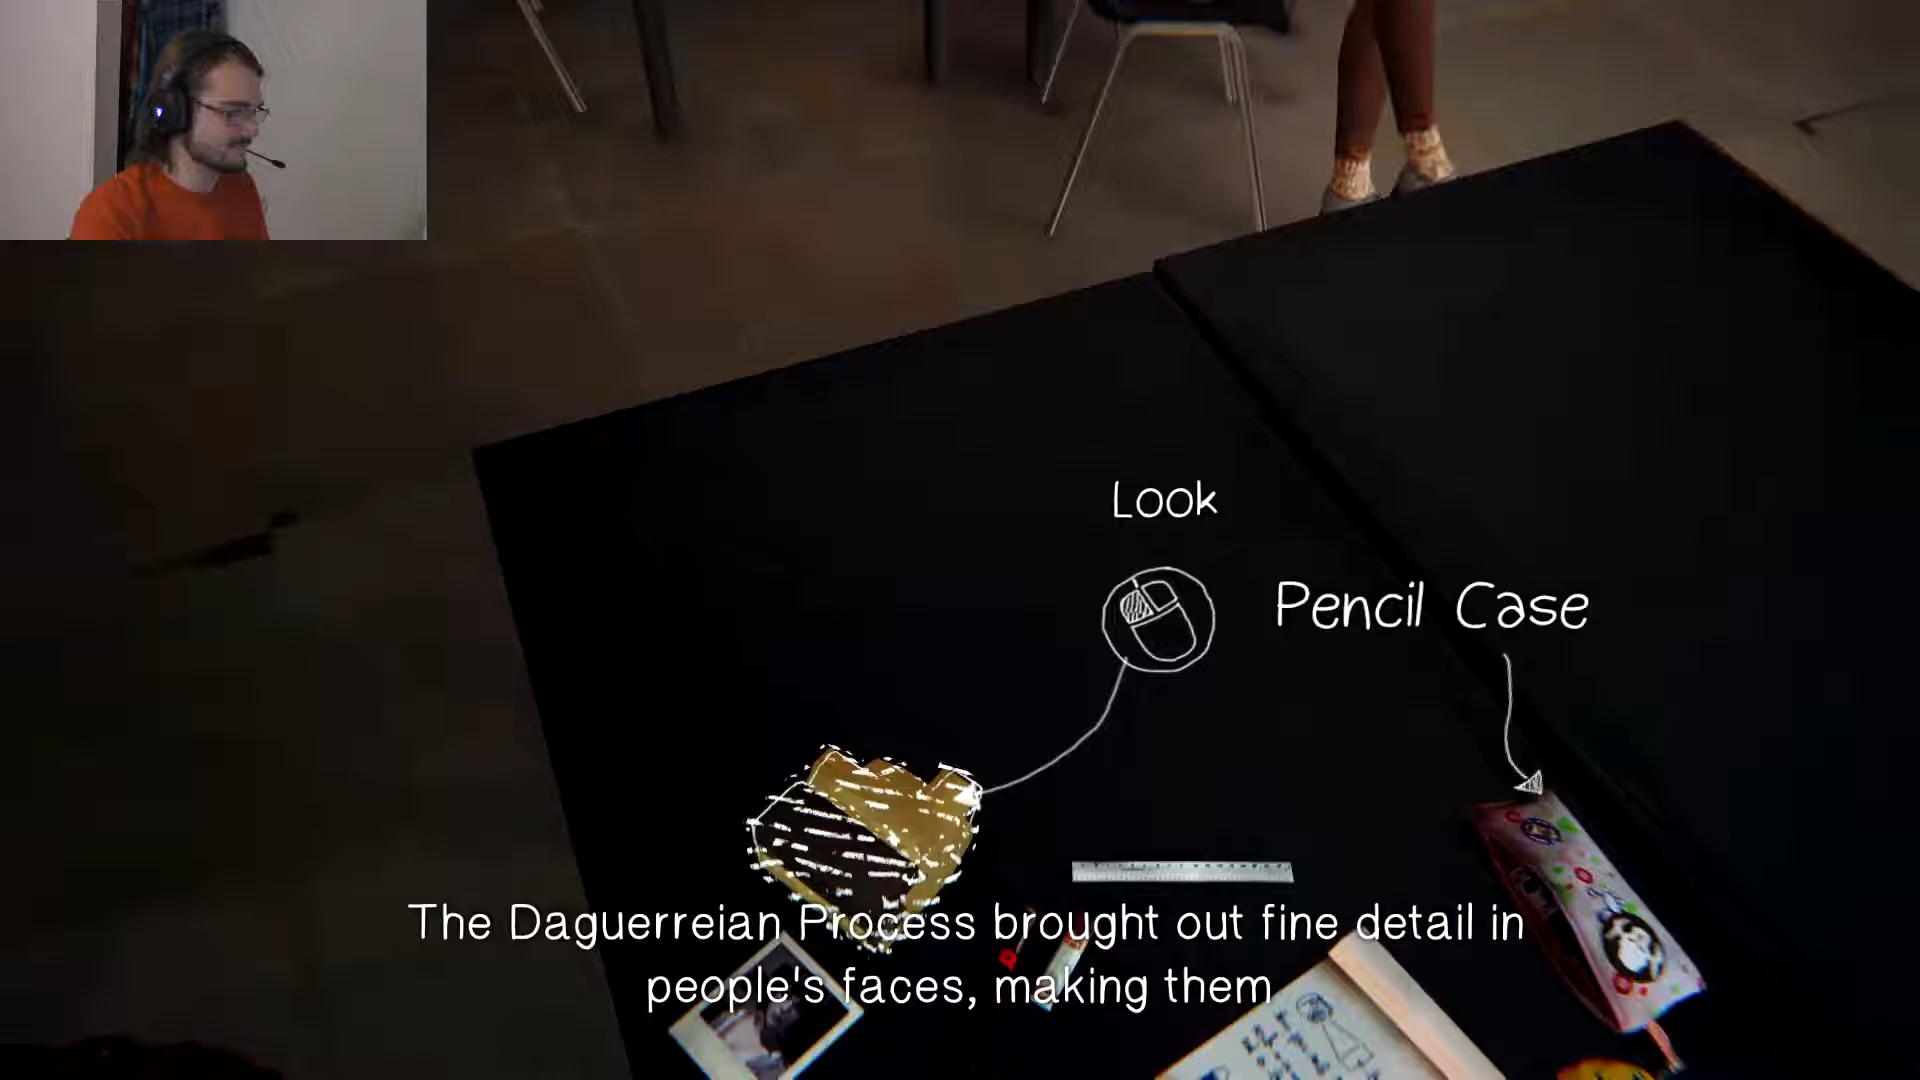 Look
Pencil Case
The Daguerreian Process brought out fine detail in
people's faces, making them